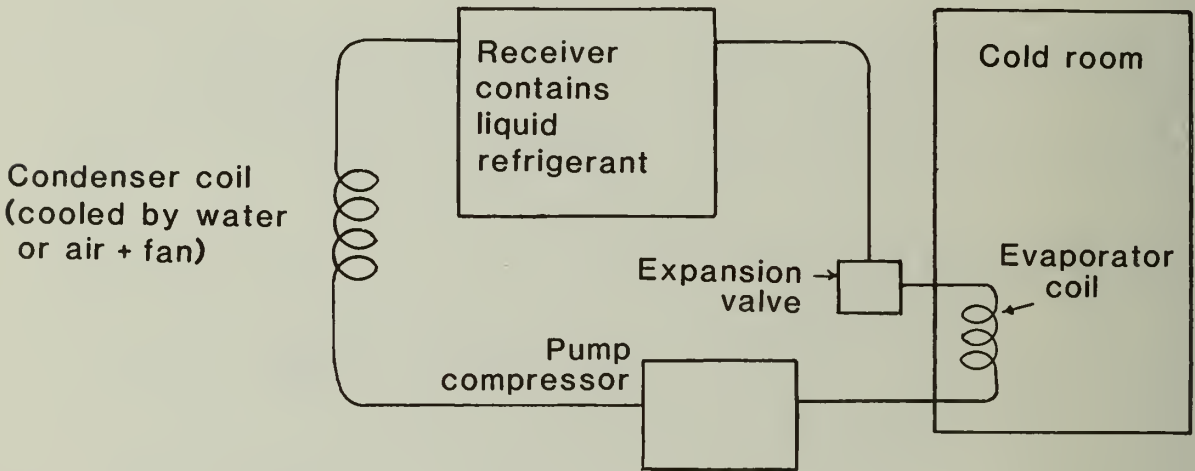 Receiver
contains
liquid
refrigerant
Cold room
Condenser coil
(cooled by water
or air + fan)
Expansion
valve
Evaporator
coil
Pump
compressor